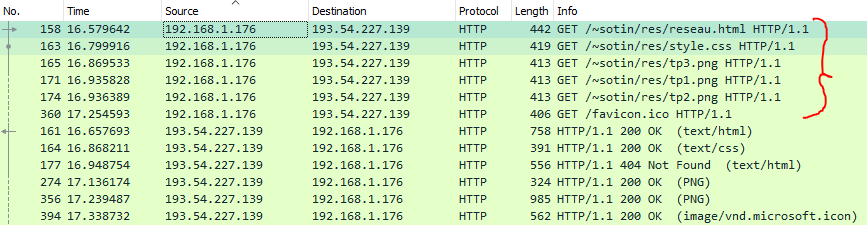 No. Time Source Destination Protocol Length Info
158 16.579642 192.168.1.176 193.54.227.139 HTTP 442 GET /~sotin/res/reseau.html HTTP/1.1
163 16.799916 192.168.1.176 193.54.227.139 HTTP 419 GET /~sotin/res/style.css HTTP/1.1
165 16.869533 192.168.1.176 193.54.227.139 HTTP 413 GET /~sotin/res/tp3.png HTTP/1.1
171 16.935828 192.168.1.176 193.54.227.139 HTTP 413 GET /~sotin/res/tp1.png HTTP/1.1
174 16.936389 192.168.1.176 193.54.227.139 HTTP 413 GET /~sotin/res/tp2.png HTTP/1.1
360 17.254593 192.168.1.176 193.54.227.139 HTTP 406 GET /favicon.ico HTTP/1.1
161 16.657693 193.54.227.139 192.168.1.176 HTTP 758 HTTP/1.1 200 OK (text/html)
164 16.868211 193.54.227.139 192.168.1.176 HTTP 391 HTTP/1.1 200 OK (text/css)
177 16.948754 193.54.227.139 192.168.1.176 HTTP 556 HTTP/1.1 404 Not Found (text/html)
274 17.136174 193.54.227.139 192.168.1.176 HTTP 324 HTTP/1.1 200 OK (PNG)
356 17.239487 193.54.227.139 192.168.1.176 HTTP 985 HTTP/1.1 200 OK (PNG)
394 17.338732 193.54.227.139 192.168.1.176 HTTP 562 HTTP/1.1 200 OK (image/vnd.microsoft.icon)